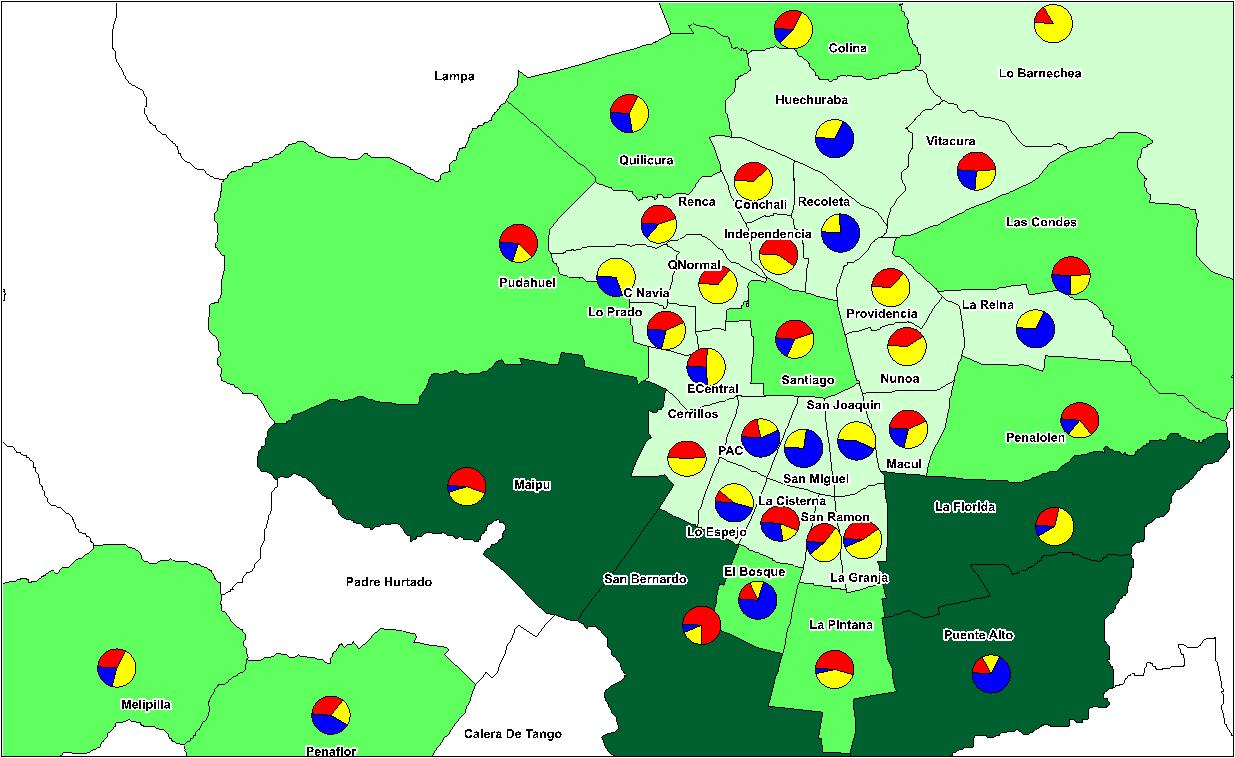 Colina
Lampa
Lo Barnechea
Huechuraba
Vitacura
Quilicura
Renca
Conchali
Recoleta
Las Condes
Independencia
QNormal
Pudahuel
C Navia
La Reina
Lo Prado
Providencia
Santiago
Nunoa
ECentral
San Joaquin
Cerrillos
Penalolen
PAC
Macul
San Miguel
Maipu
La Cisterna
La Florida
San Ramon
Lo Espejo
El Bosque
San Bernardo
La Granja
Padre Hurtado
La Pintana
Puente Alto
Melipilla
Calera De Tango
Penaflor